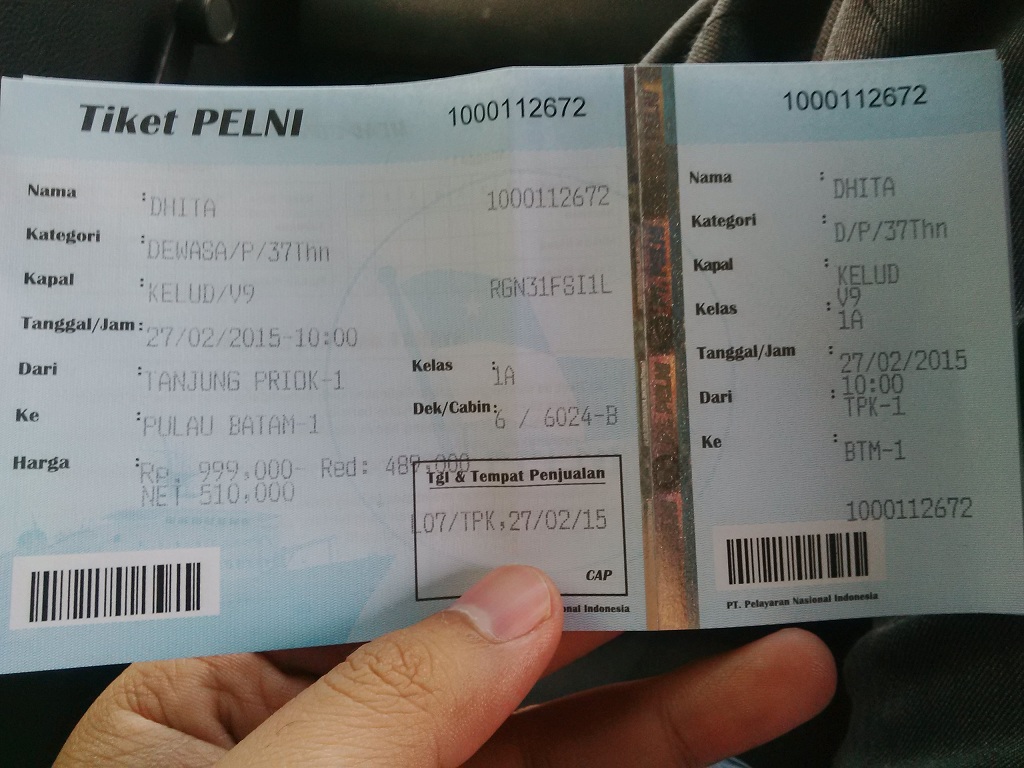 Tiket PELNI 1000112672
Nama :DHITA 1000112672
Kategori :DEWASA/P/37Thn
Kapal :KELUD/V9 RGN31FSI1L
Tanggal/Jam: 27/02/2015-10:00
Dari :TANJUNG PRIOK-1 Kelas :1A
Ke :PULAU BATAM-1 Dek/Cabin: 6 / 6024-B
Harga :Rp. 999,000- Red: 489,000
NET 510,000
Tgl & Tempat Penjualan
L07/TPK,27/02/15
CAP
Indonesia
1000112672
Nama : DHITA
Kategori : D/P/37Thn
Kapal : KELUD
V9
Kelas : 1A
Tanggal/Jam : 27/02/2015
10:00
Dari : TPK-1
Ke : BTM-1
1000112672
PT. Pelayaran Nasional Indonesia